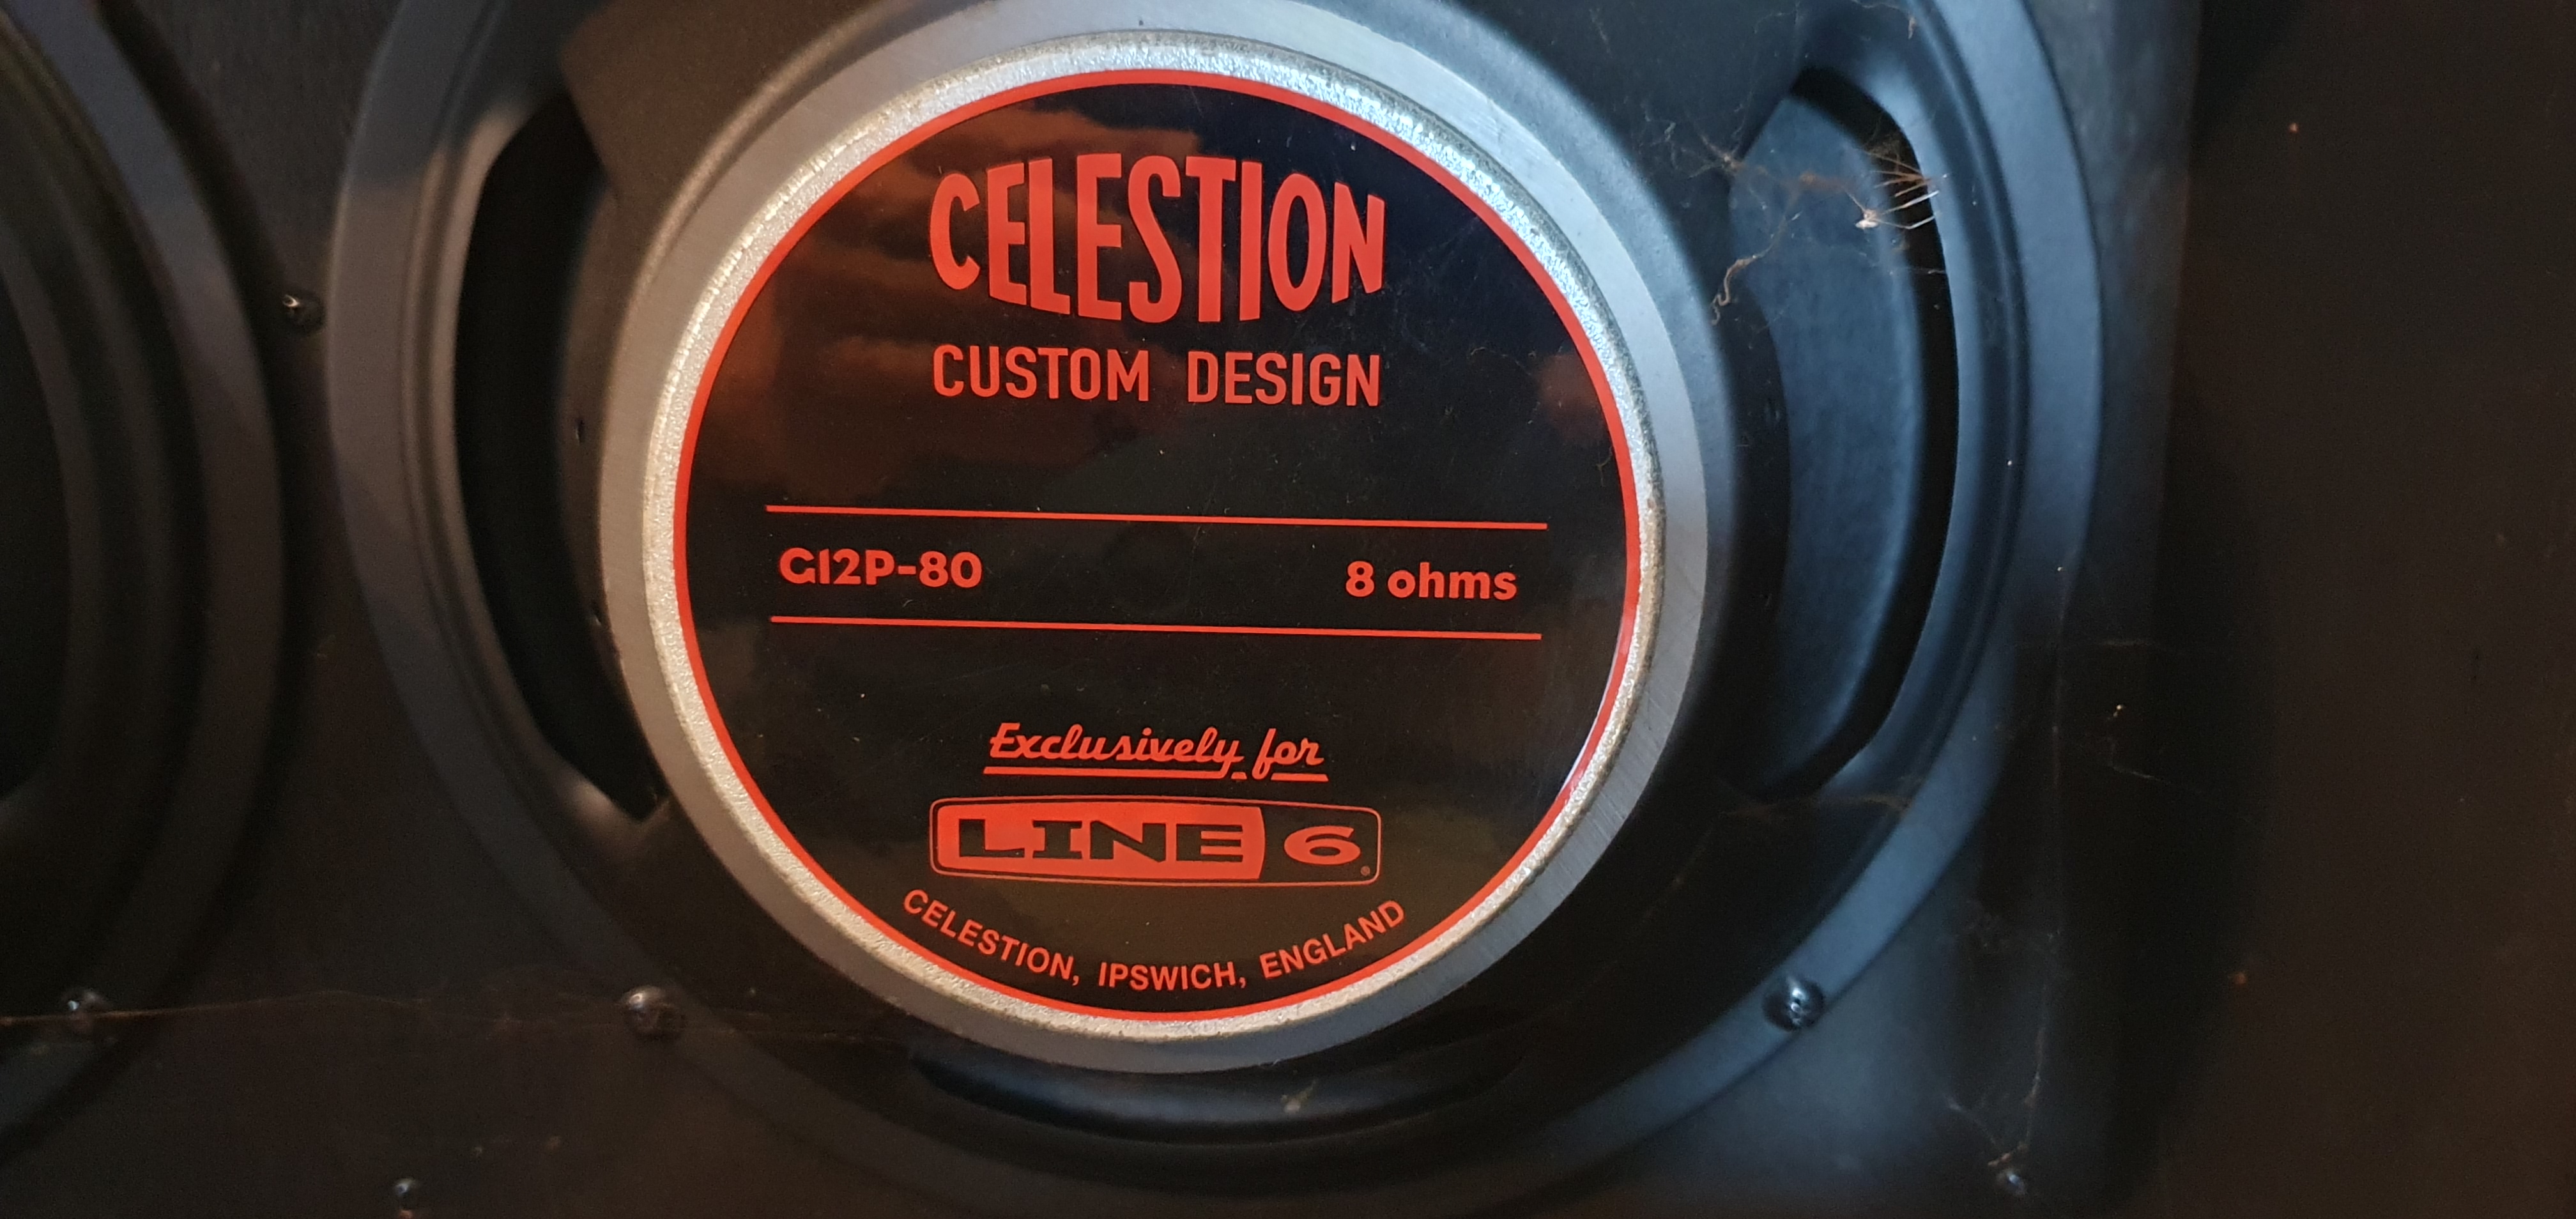 CELESTION
CUSTOM DESIGN
G12P-80 8 ohms
Exclusively for
LINE 6
CELESTION, IPSWICH, ENGLAND